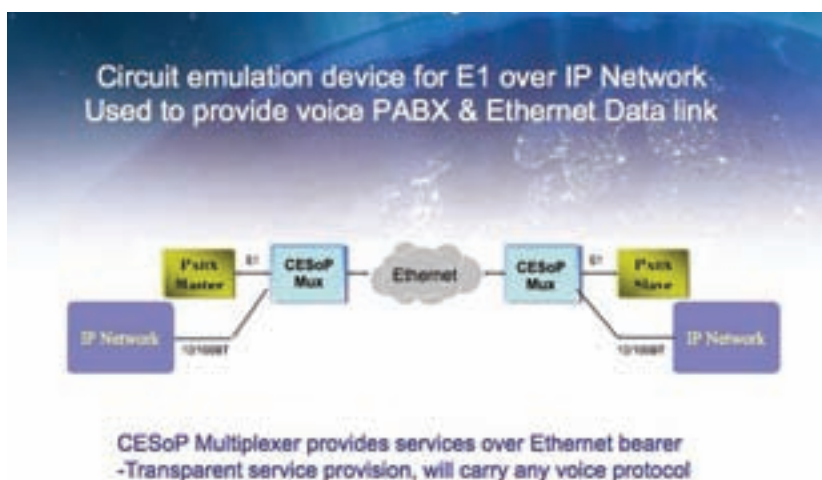 Circuit emulation device for E1 over IP Network
Used to provide voice PABX & Ethernet Data link
PABX
Master
E1
CESoP
Mux
Ethernet
CESoP
Mux
E1
PABX
Slave
IP Network
10/100BT
10/100BT
IP Network
CESoP Multiplexer provides services over Ethernet bearer
-Transparent service provision, will carry any voice protocol